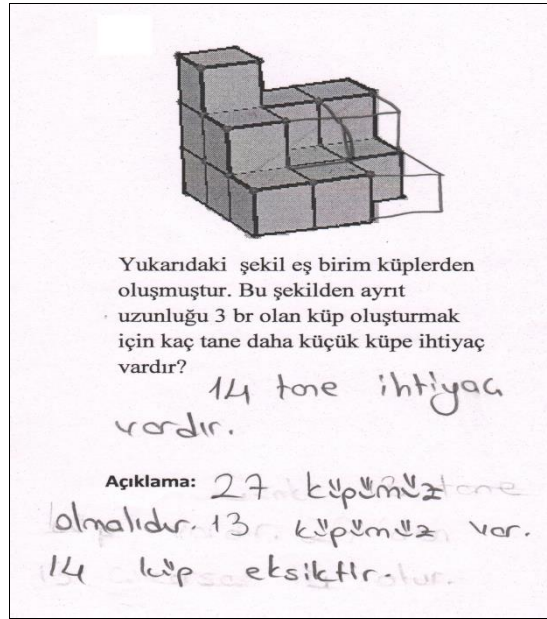 Yukarıdaki şekil eş birim küplerden
oluşmuştur. Bu şekilden ayrıt
uzunluğu 3 br olan küp oluşturmak
için kaç tane daha küçük küpe ihtiyaç
vardır?
14 tane ihtiyacı
vardır.
Açıklama: 27 küpümüz
olmalıdır. 13 küpümüz var.
14 küp eksiktir.